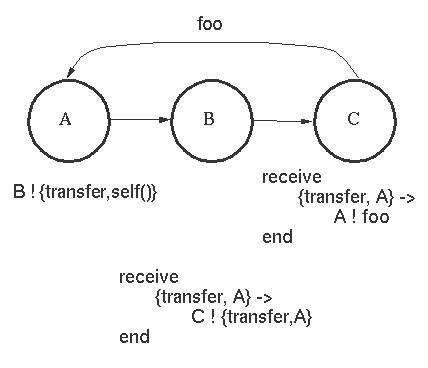 foo
A
B
C
B ! {transfer,self()}
receive
{transfer, A} ->
A ! foo
end
receive
{transfer, A} ->
C ! {transfer,A}
end